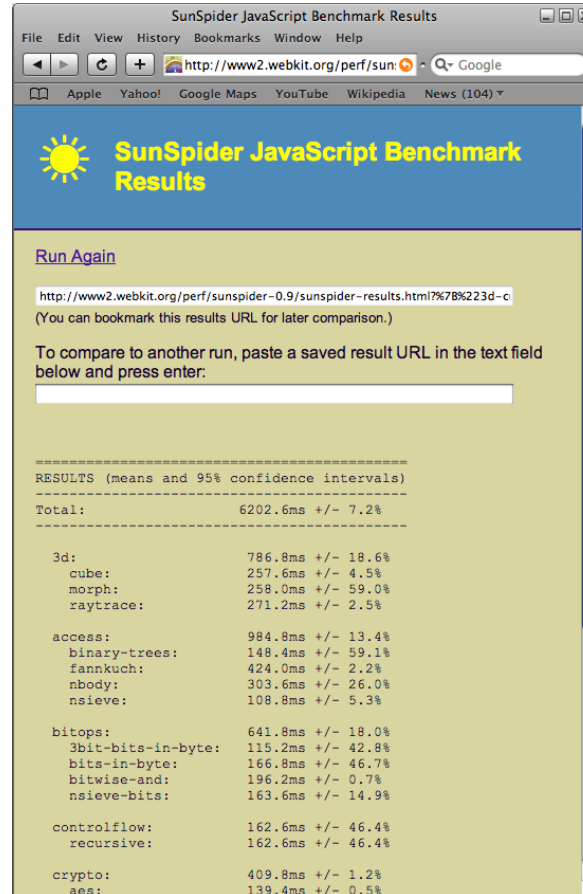 SunSpider JavaScript Benchmark Results
File Edit View History Bookmarks Window Help
http://www2.webkit.org/perf/sun: Google
Apple Yahoo! Google Maps YouTube Wikipedia News (104)
SunSpider JavaScript Benchmark
Results
Run Again
http://www2.webkit.org/perf/sunspider-0.9/sunspider-results.html?%7B%223d-c
(You can bookmark this results URL for later comparison.)
To compare to another run, paste a saved result URL in the text field
below and press enter:
============================================
RESULTS (means and 95% confidence intervals)
--------------------------------------------
Total: 6202.6ms +/- 7.2%
--------------------------------------------
3d: 786.8ms +/- 18.6%
cube: 257.6ms +/- 4.5%
morph: 258.0ms +/- 59.0%
raytrace: 271.2ms +/- 2.5%
access: 984.8ms +/- 13.4%
binary-trees: 148.4ms +/- 59.1%
fannkuch: 424.0ms +/- 2.2%
nbody: 303.6ms +/- 26.0%
nsieve: 108.8ms +/- 5.3%
bitops: 641.8ms +/- 18.0%
3bit-bits-in-byte: 115.2ms +/- 42.8%
bits-in-byte: 166.8ms +/- 46.7%
bitwise-and: 196.2ms +/- 0.7%
nsieve-bits: 163.6ms +/- 14.9%
controlflow: 162.6ms +/- 46.4%
recursive: 162.6ms +/- 46.4%
crypto: 409.8ms +/- 1.2%
aes: 139.4ms +/- 0.5%